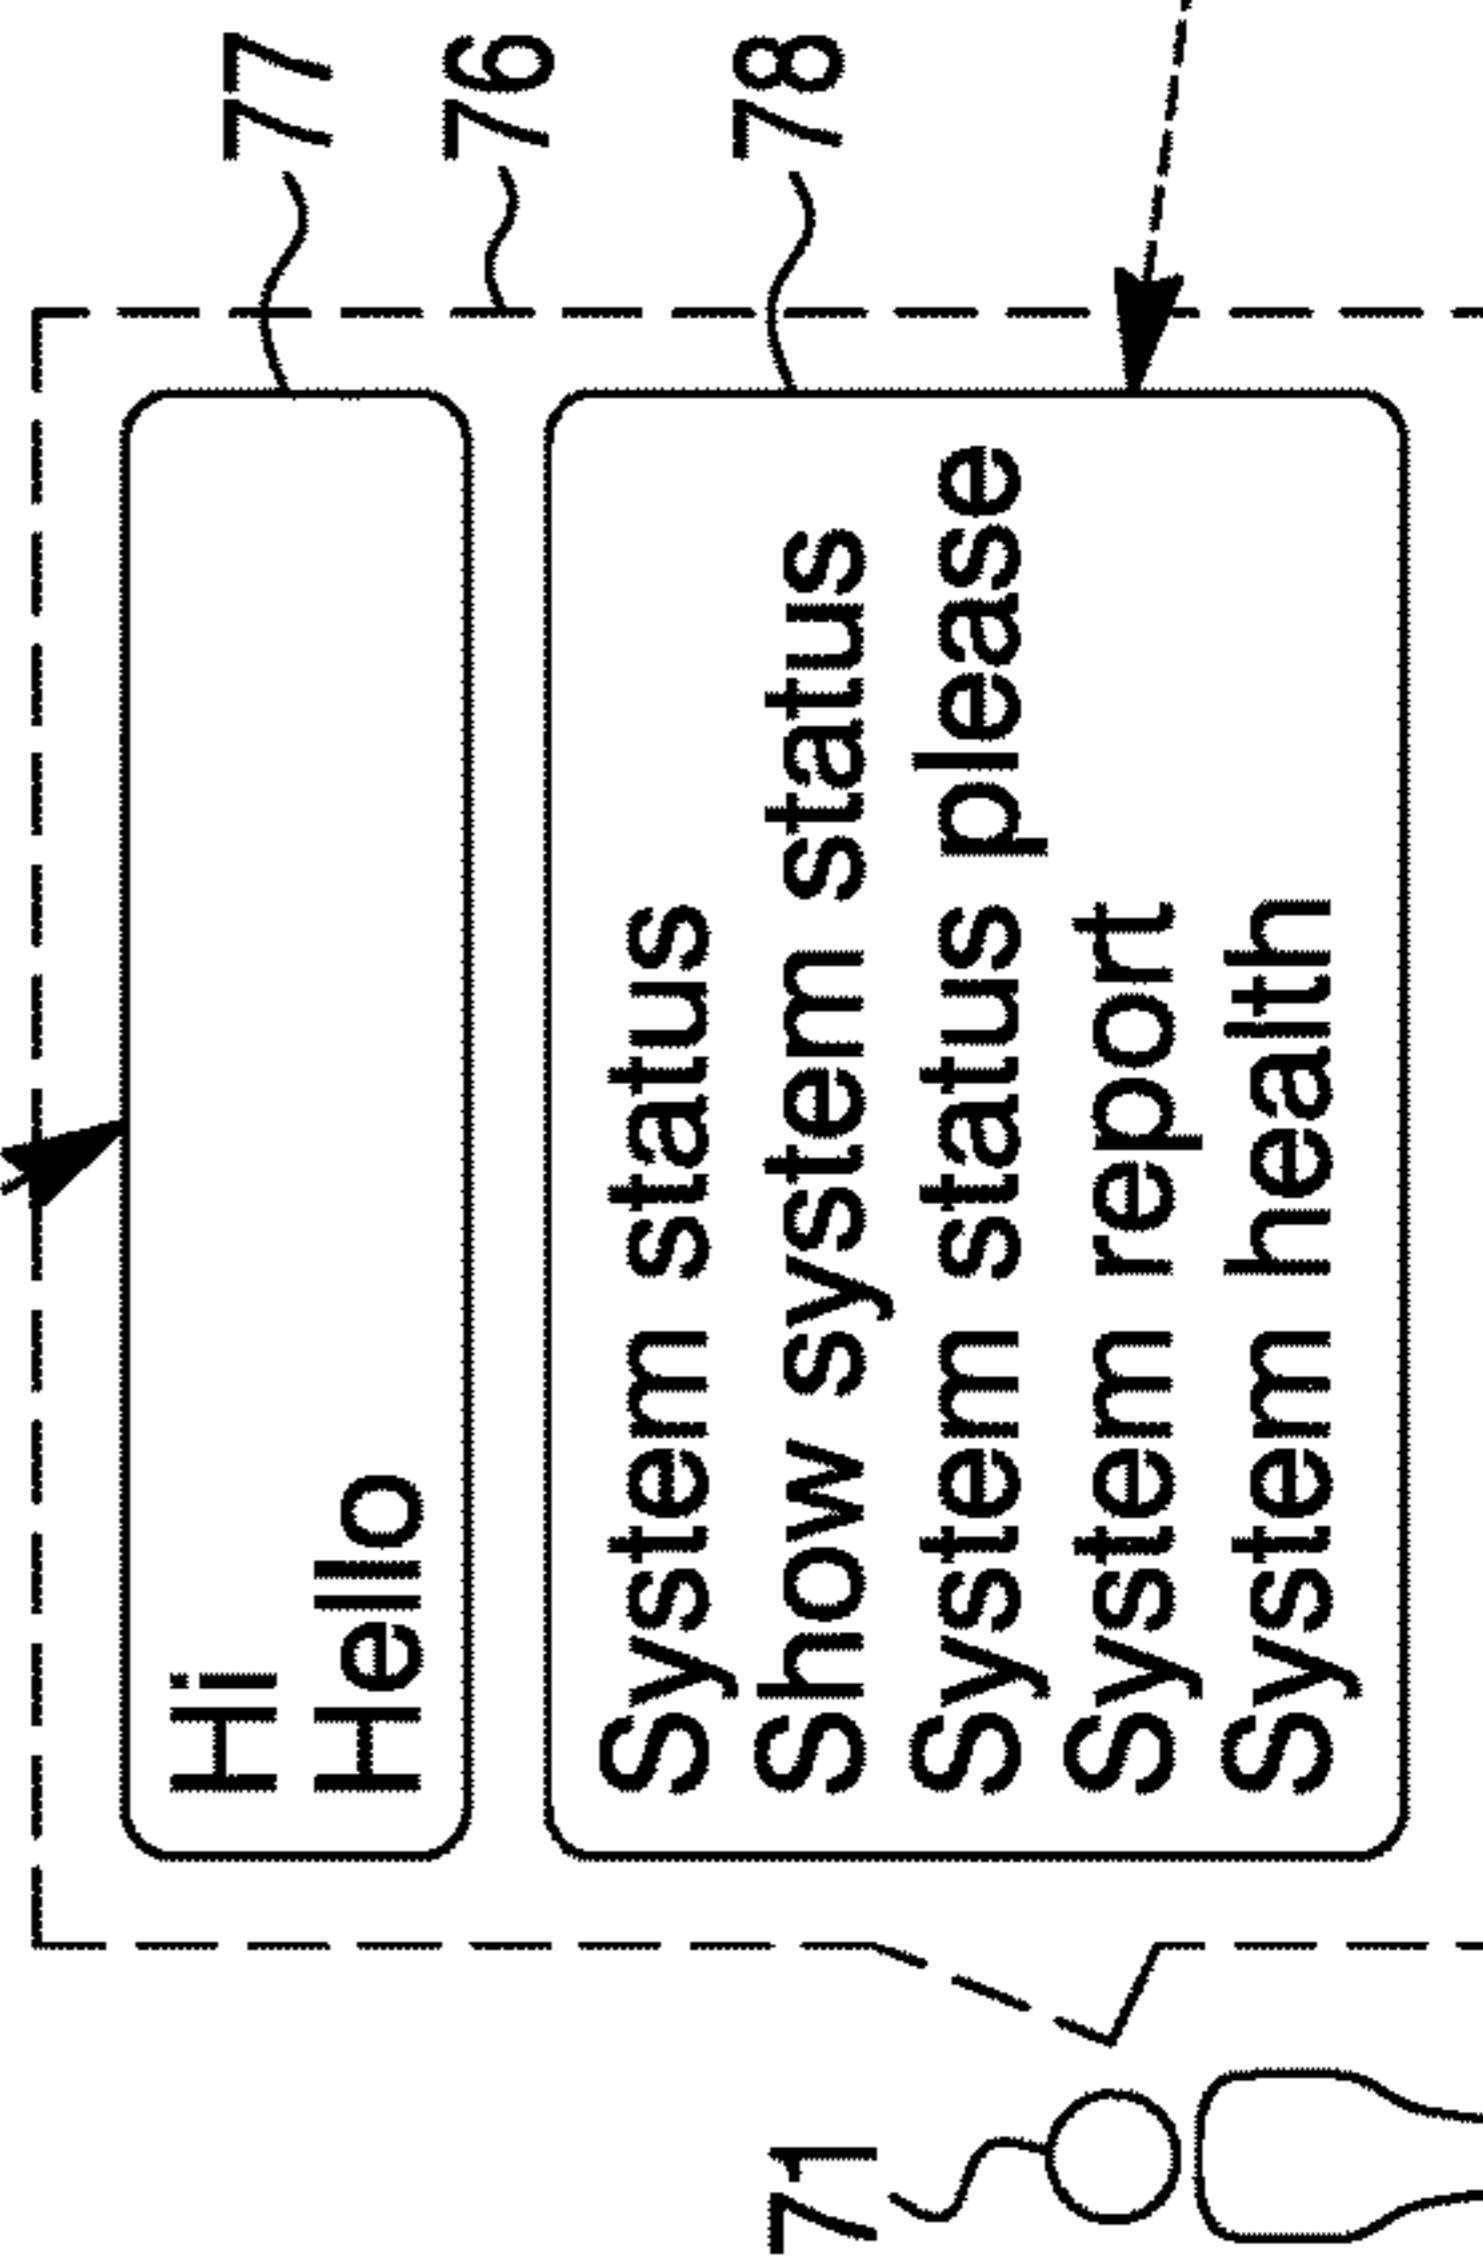 77
Hi
Hello
76
78
System status
Show system status
System status please
System report
System health
71